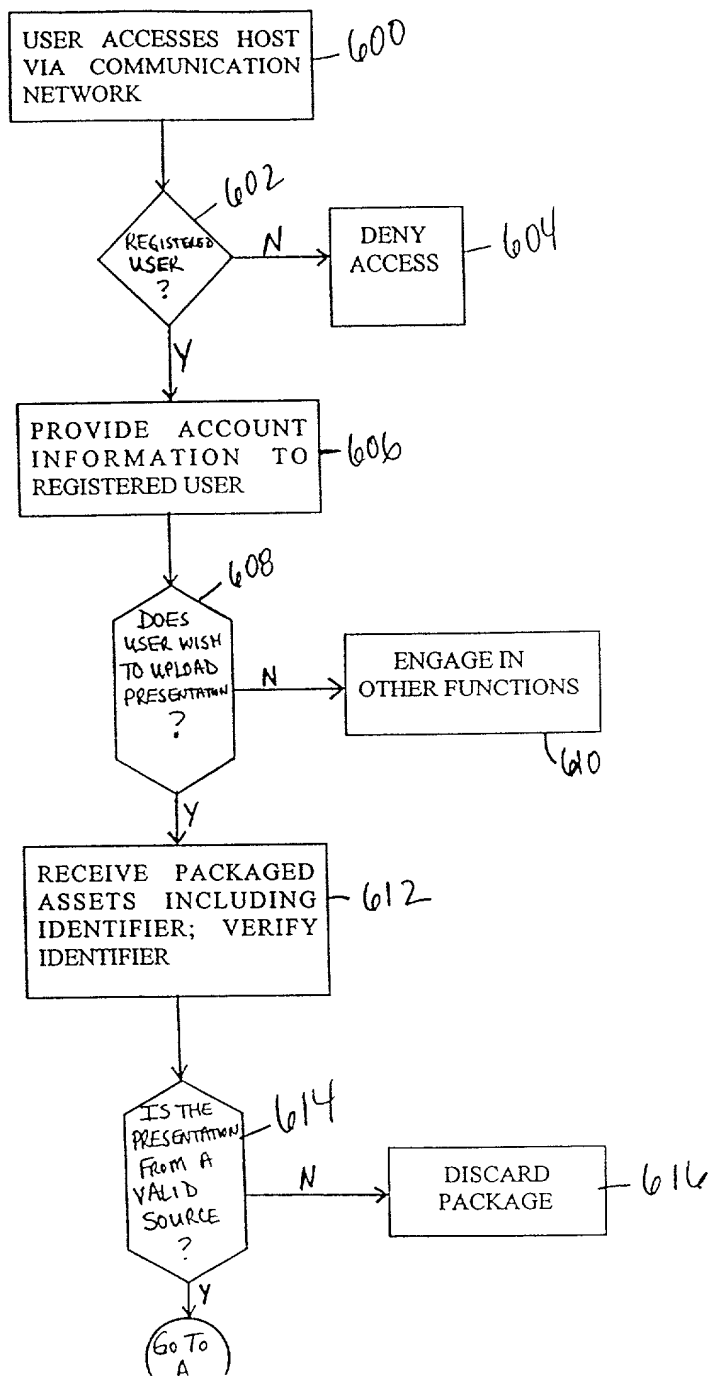 USER ACCESSES HOST
VIA COMMUNICATION
NETWORK
600
602
REGISTERED
USER
?
N
DENY
ACCESS
604
Y
PROVIDE ACCOUNT
INFORMATION TO
REGISTERED USER
606
608
DOES
USER WISH
TO UPLOAD
PRESENTATION
?
N
ENGAGE IN
OTHER FUNCTIONS
610
Y
RECEIVE PACKAGED
ASSETS INCLUDING
IDENTIFIER; VERIFY
IDENTIFIER
612
614
IS THE
PRESENTATION
FROM A
VALID
SOURCE
?
N
DISCARD
PACKAGE
616
Y
GO TO
A